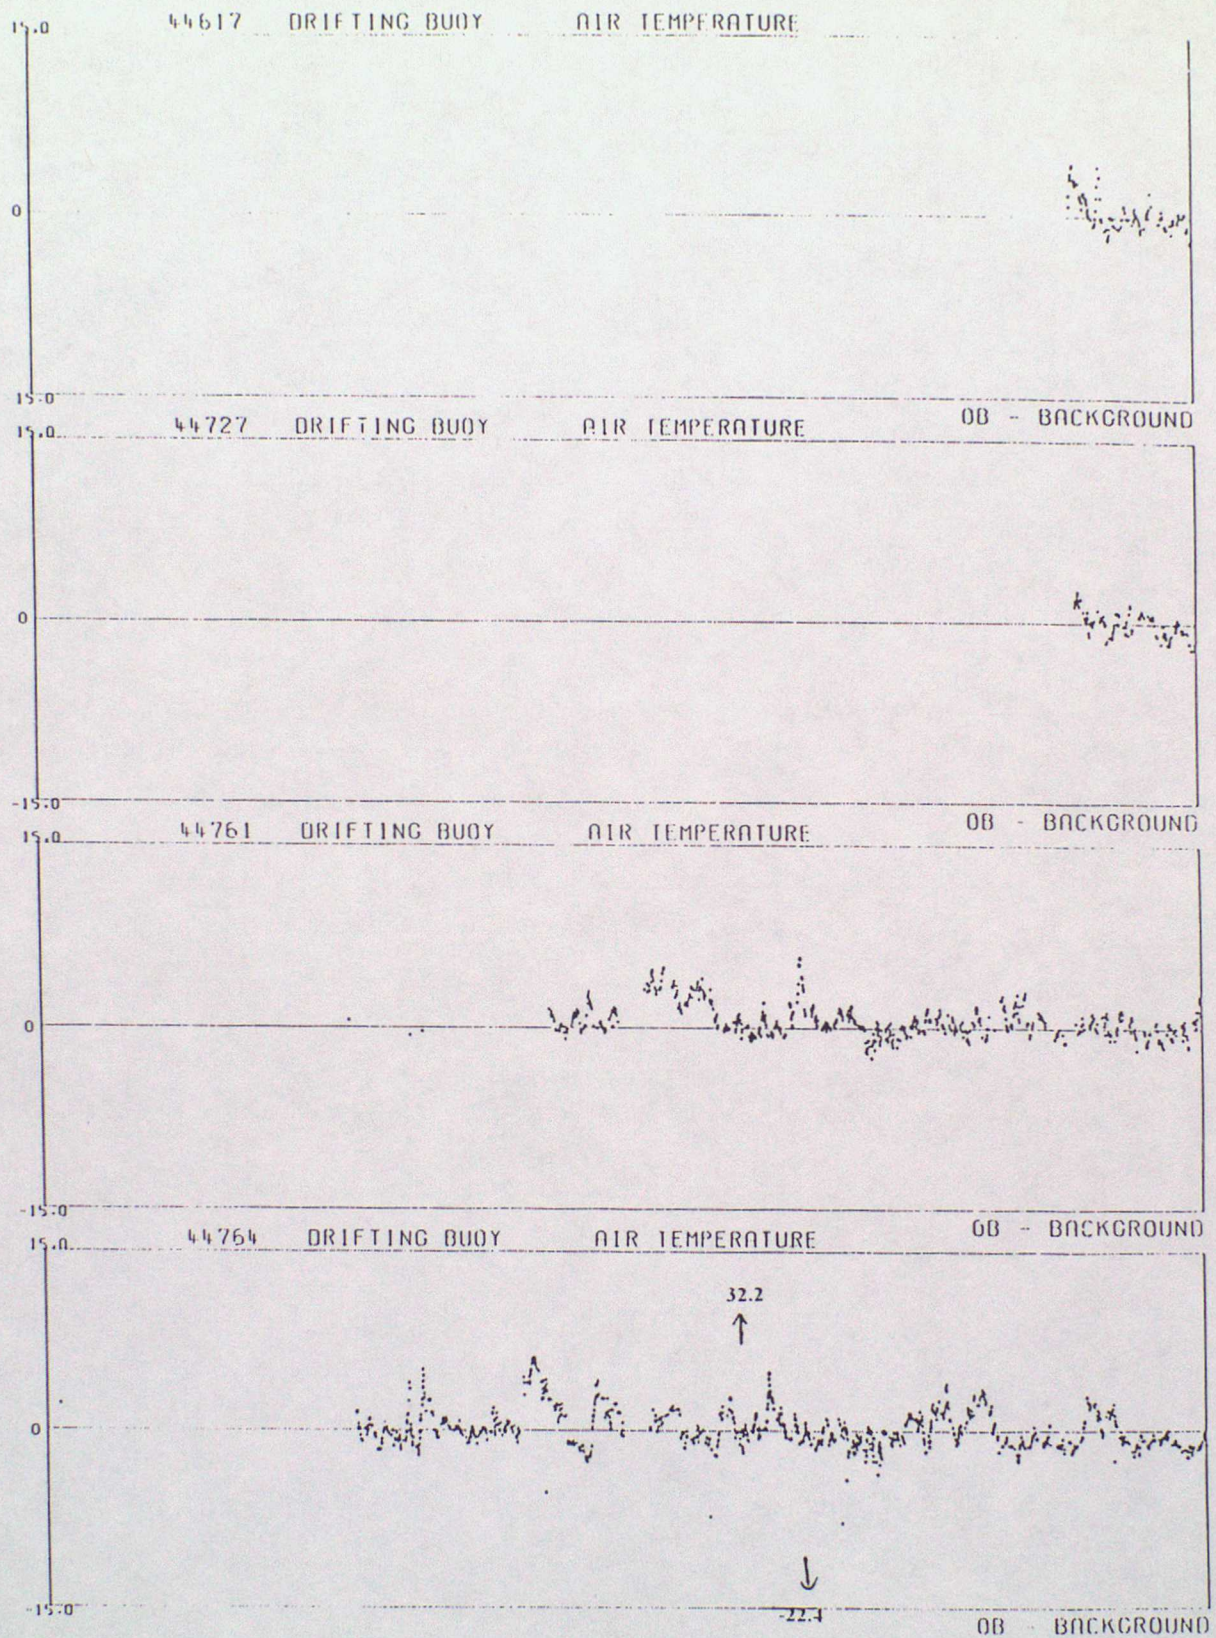 15.0 44617 DRIFTING BUOY AIR TEMPERATURE
0
15.0
OB - BACKGROUND
15.0 44727 DRIFTING BUOY AIR TEMPERATURE
0
-15.0
OB - BACKGROUND
15.0 44761 DRIFTING BUOY AIR TEMPERATURE
0
-15.0
OB - BACKGROUND
15.0 44764 DRIFTING BUOY AIR TEMPERATURE
32.2
0
-15.0
-22.4
OB - BACKGROUND